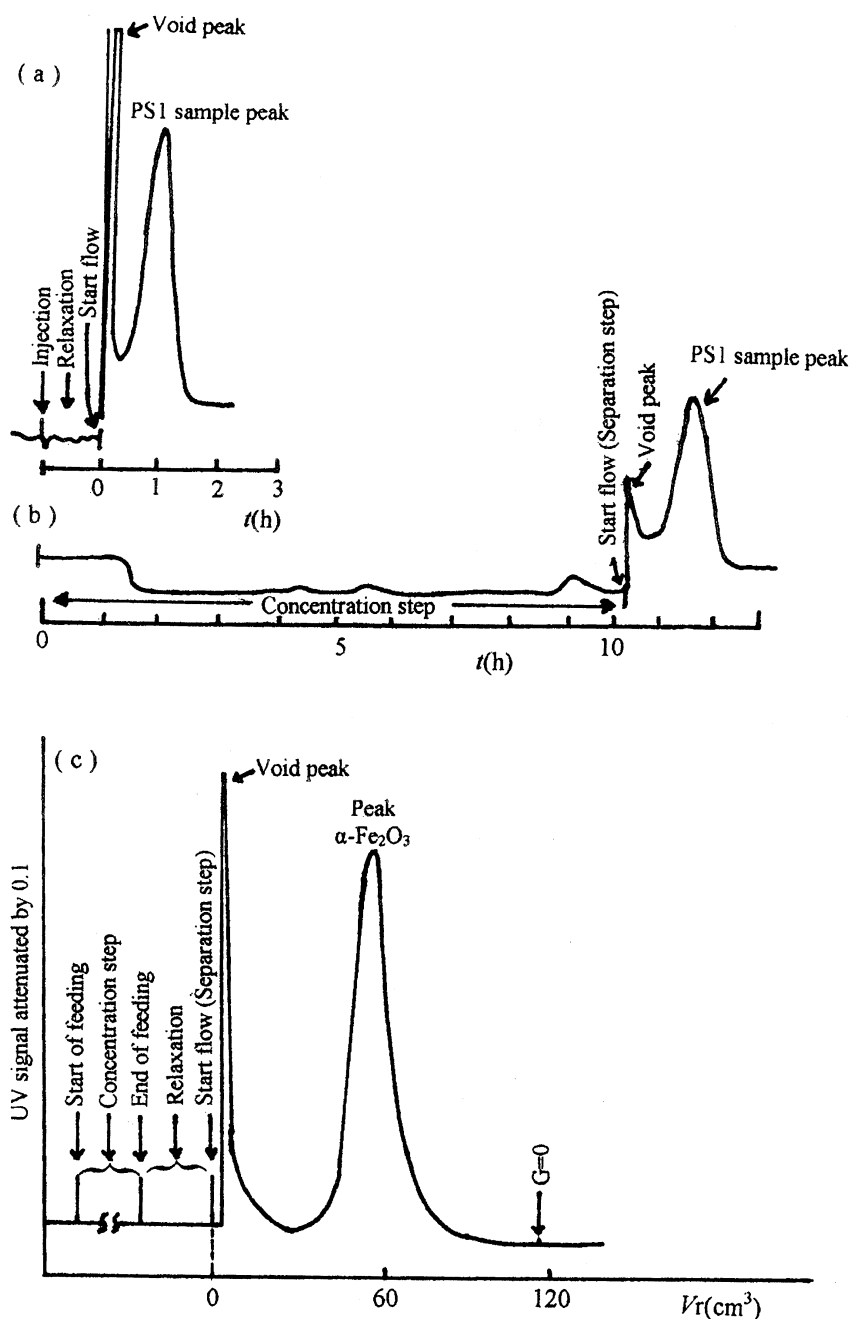 ( a )
Void peak
PS1 sample peak
Injection
Relaxation
Start flow
0 1 2 3
t(h)
( b )
Start flow (Separation step)
Void peak
PS1 sample peak
Concentration step
0 5 10
t(h)
( c )
Void peak
Peak
α-Fe₂O₃
UV signal attenuated by 0.1
Start of feeding
Concentration step
End of feeding
Relaxation
Start flow (Separation step)
G=0
0 60 120 Vr(cm³)